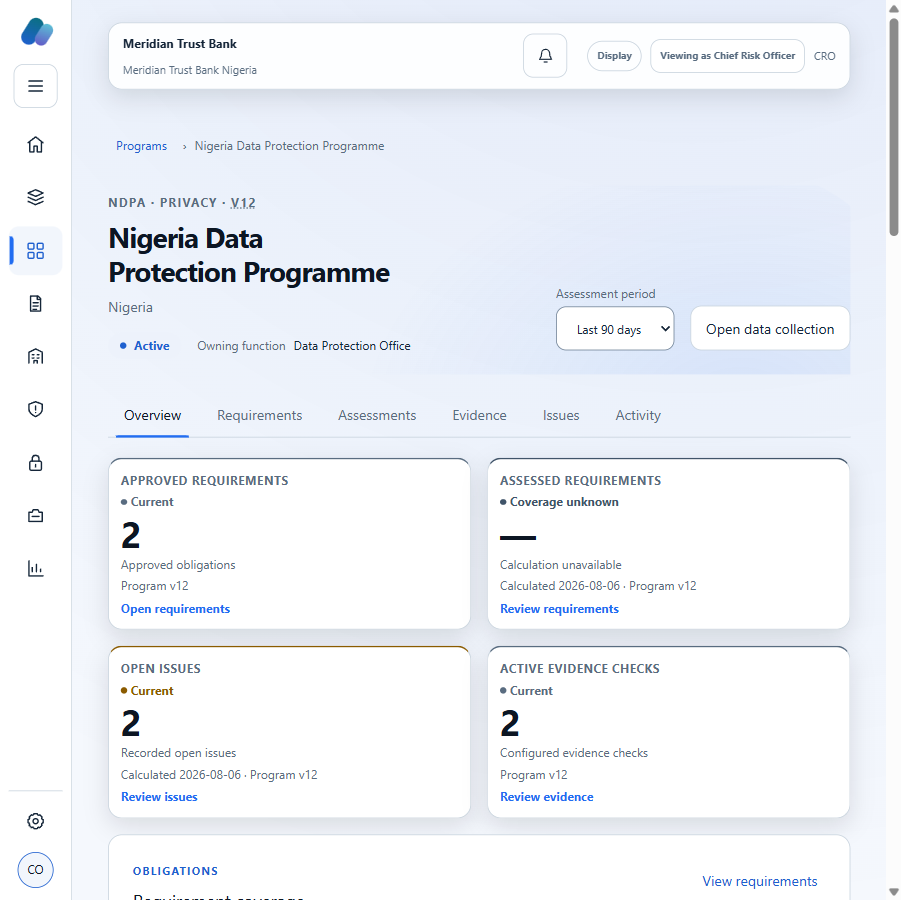 Meridian Trust Bank
Meridian Trust Bank Nigeria
Display
Viewing as Chief Risk Officer
CRO
Programs › Nigeria Data Protection Programme
NDPA · PRIVACY · V12
Nigeria Data
Protection Programme
Nigeria
Active
Owning function Data Protection Office
Assessment period
Last 90 days
Open data collection
Overview
Requirements
Assessments
Evidence
Issues
Activity
APPROVED REQUIREMENTS
Current
2
Approved obligations
Program v12
Open requirements
ASSESSED REQUIREMENTS
Coverage unknown
—
Calculation unavailable
Calculated 2026-08-06 · Program v12
Review requirements
OPEN ISSUES
Current
2
Recorded open issues
Calculated 2026-08-06 · Program v12
Review issues
ACTIVE EVIDENCE CHECKS
Current
2
Configured evidence checks
Program v12
Review evidence
OBLIGATIONS
Requirement coverage
View requirements
CO